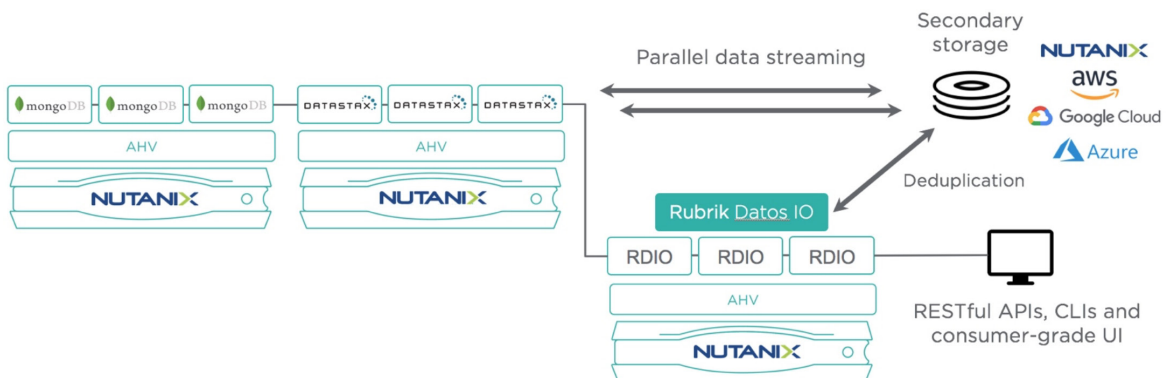 Secondary
storage
Parallel data streaming
NUTANIX
aws
Google Cloud
Azure
mongoDB
mongoDB
mongoDB
DATASTAX
DATASTAX
DATASTAX
AHV
AHV
NUTANIX
NUTANIX
Deduplication
Rubrik Datos IO
RDIO
RDIO
RDIO
AHV
NUTANIX
RESTful APIs, CLIs and
consumer-grade UI